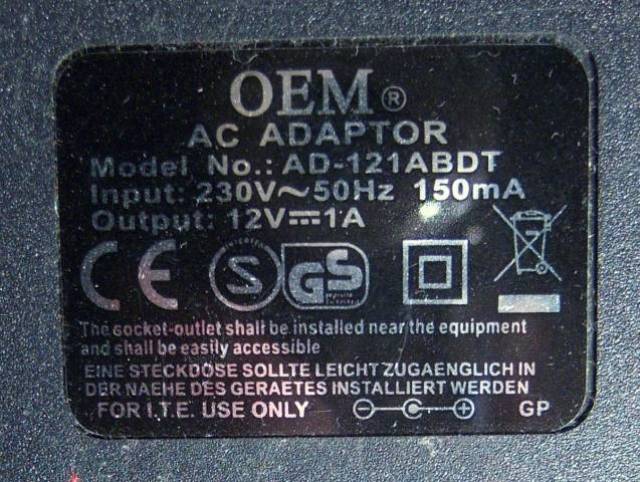 OEM®
AC ADAPTOR
Model No.: AD-121ABDT
Input: 230V~50Hz 150mA
Output: 12V⎓1A
CE
INTERTEK
S
GS
The socket-outlet shall be installed near the equipment
and shall be easily accessible
EINE STECKDOSE SOLLTE LEICHT ZUGAENGLICH IN
DER NAEHE DES GERAETES INSTALLIERT WERDEN
FOR I.T.E. USE ONLY
GP